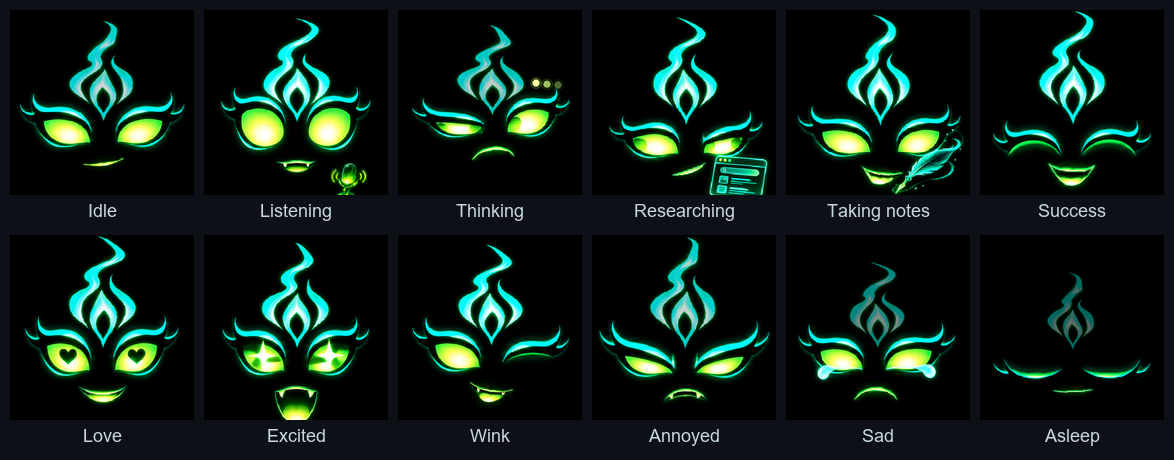 Idle
Listening
Thinking
Researching
Taking notes
Success
Love
Excited
Wink
Annoyed
Sad
Asleep